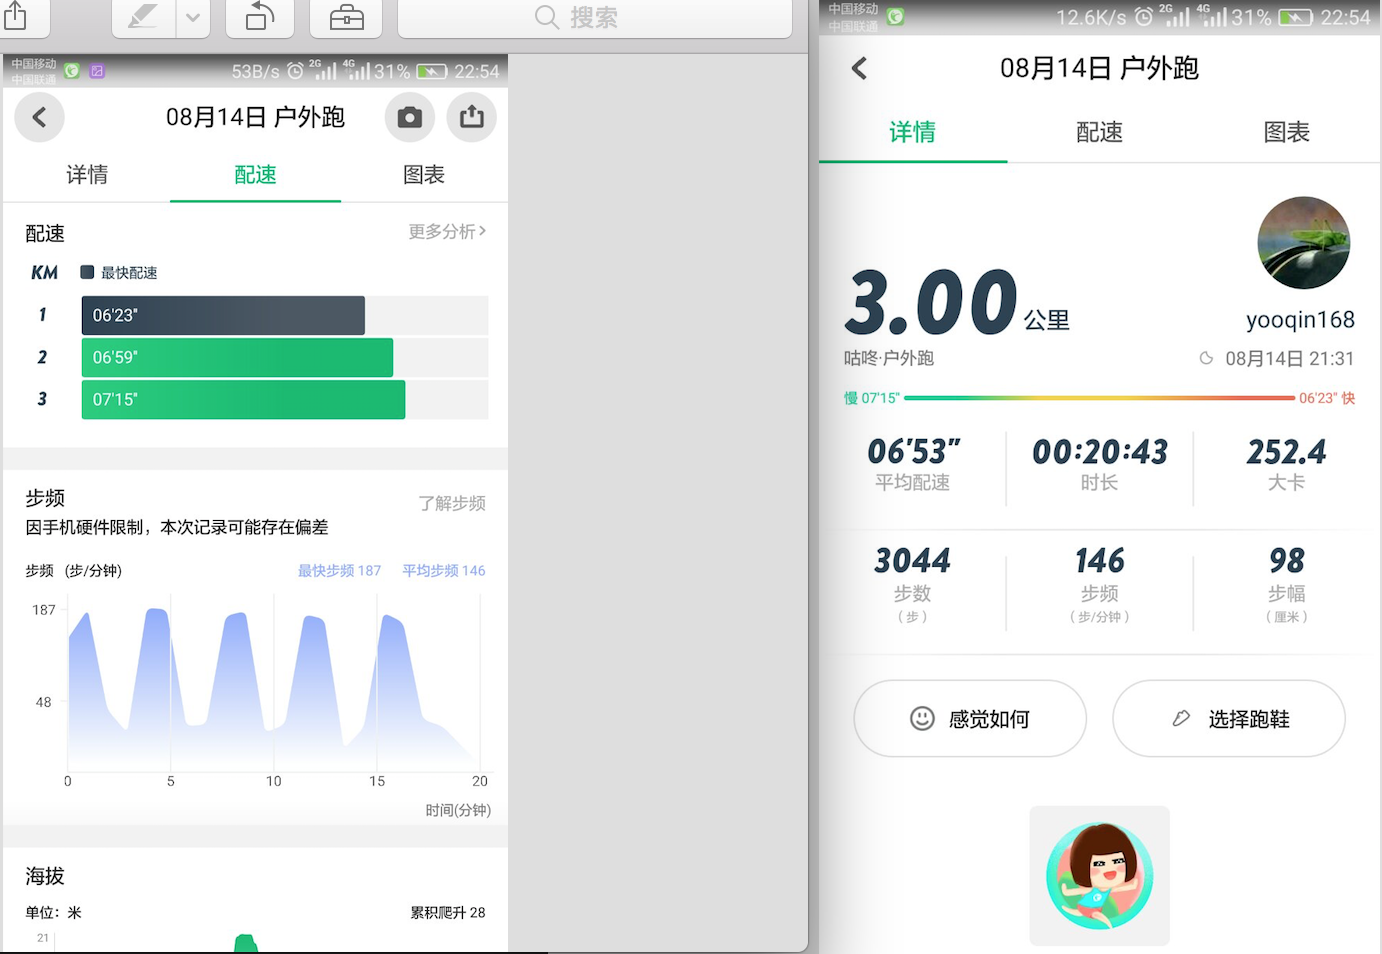 搜索
中国移动
中国联通
53B/s 2G 4G 31% 22:54
08月14日 户外跑
详情 配速 图表
配速 更多分析>
KM 最快配速
1 06'23"
2 06'59"
3 07'15"
步频 了解步频
因手机硬件限制，本次记录可能存在偏差
步频 (步/分钟) 最快步频 187 平均步频 146
187
48
0 5 10 15 20
时间(分钟)
海拔
单位：米 累积爬升 28
21
中国移动
中国联通
12.6K/s 2G 4G 31% 22:54
08月14日 户外跑
详情 配速 图表
3.00公里
yooqin168
咕咚·户外跑 08月14日 21:31
慢 07'15" 06'23" 快
06'53" 00:20:43 252.4
平均配速 时长 大卡
3044 146 98
步数 步频 步幅
（步） （步/分钟） （厘米）
感觉如何 选择跑鞋